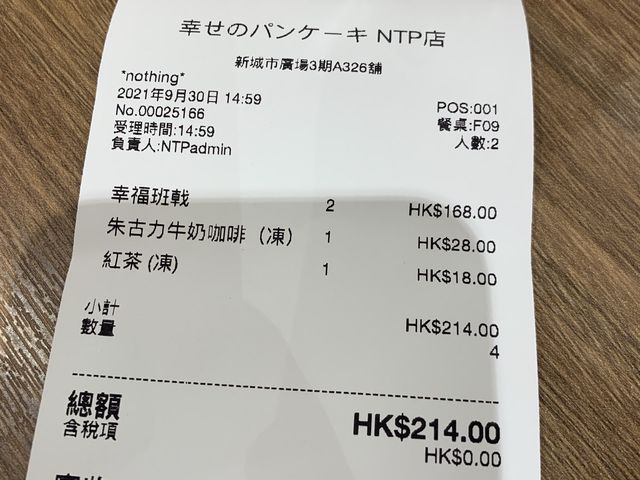 幸せのパンケーキ NTP店
新城市廣場3期A326舖
*nothing*
2021年9月30日 14:59
No.00025166
受理時間:14:59
負責人:NTPadmin
POS:001
餐桌:F09
人數:2
幸福班戟 2 HK$168.00
朱古力牛奶咖啡（凍） 1 HK$28.00
紅茶 (凍) 1 HK$18.00
小計 HK$214.00
數量 4
總額 HK$214.00
含稅項 HK$0.00